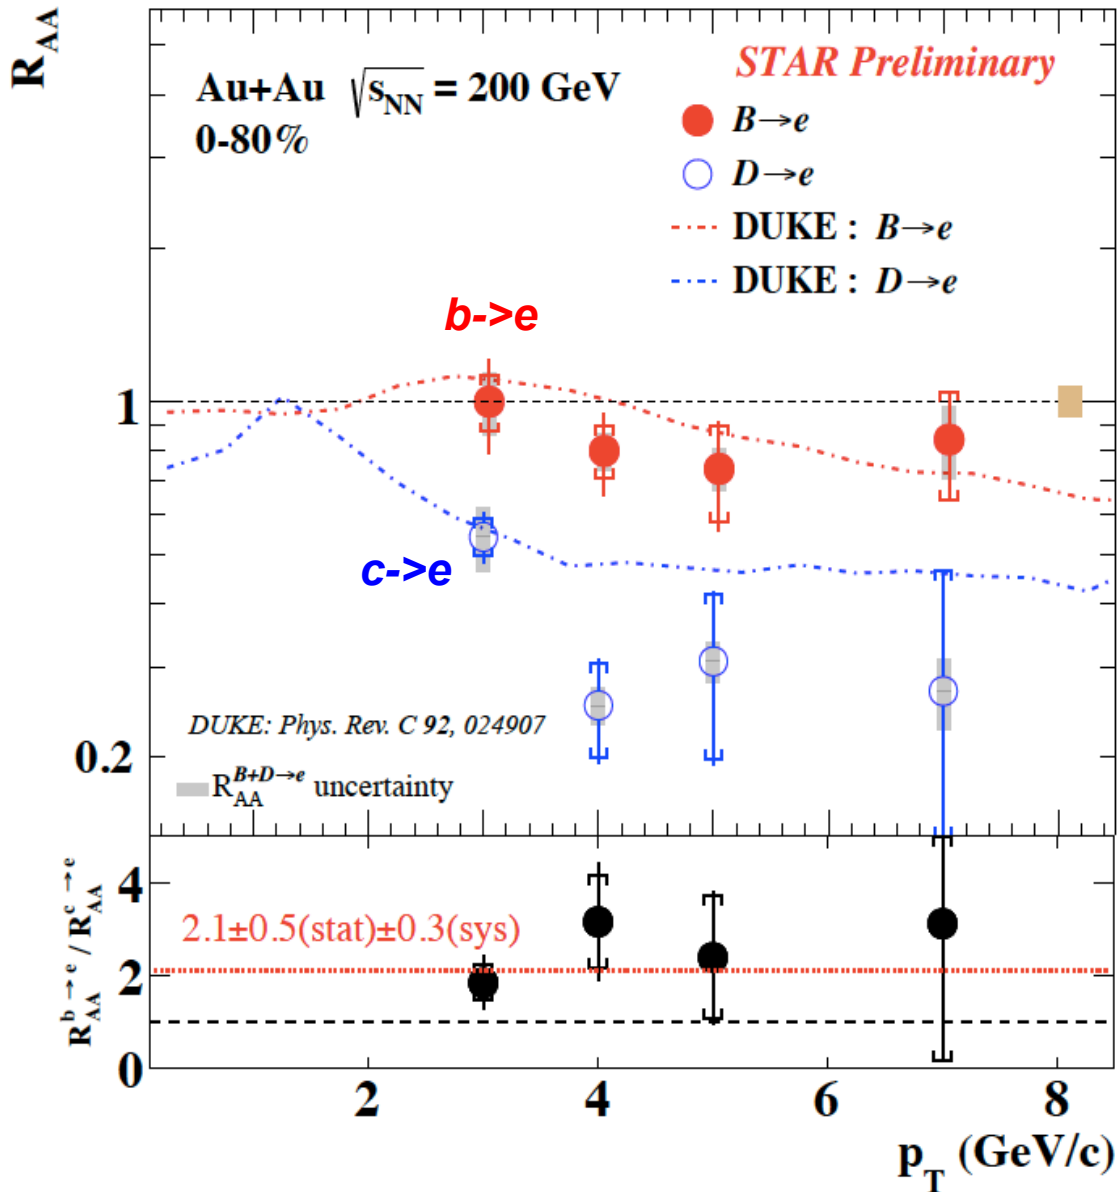 R_AA
Au+Au √s_NN = 200 GeV
0-80%
STAR Preliminary
B→e
D→e
DUKE : B→e
DUKE : D→e
b->e
c->e
1
0.2
DUKE: Phys. Rev. C 92, 024907
R_AA^{B+D→e} uncertainty
R_AA^{b→e} / R_AA^{c→e}
4
2
0
2.1±0.5(stat)±0.3(sys)
2 4 6 8
p_T (GeV/c)